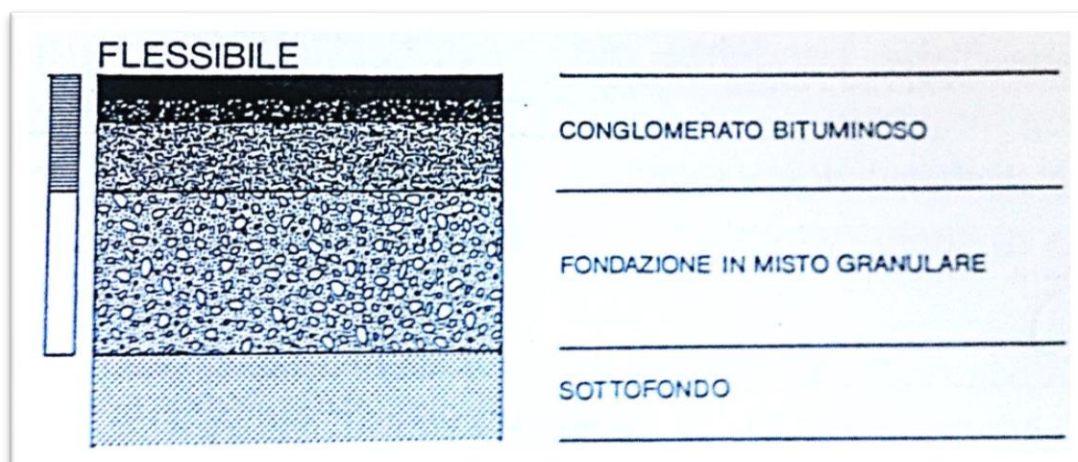 FLESSIBILE
CONGLOMERATO BITUMINOSO
FONDAZIONE IN MISTO GRANULARE
SOTTOFONDO